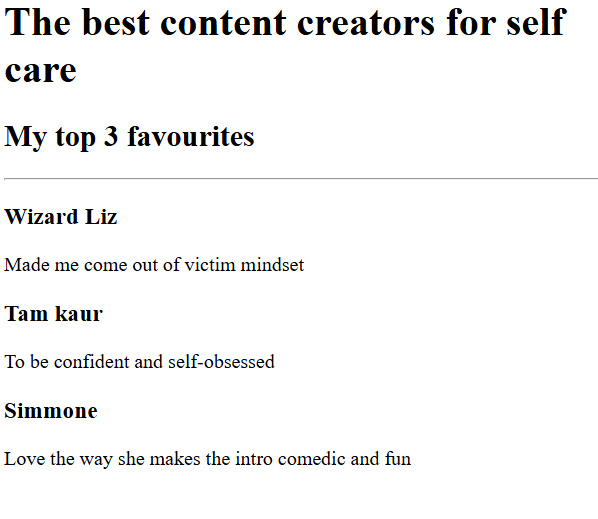 The best content creators for self
care
My top 3 favourites
Wizard Liz
Made me come out of victim mindset
Tam kaur
To be confident and self-obsessed
Simmone
Love the way she makes the intro comedic and fun